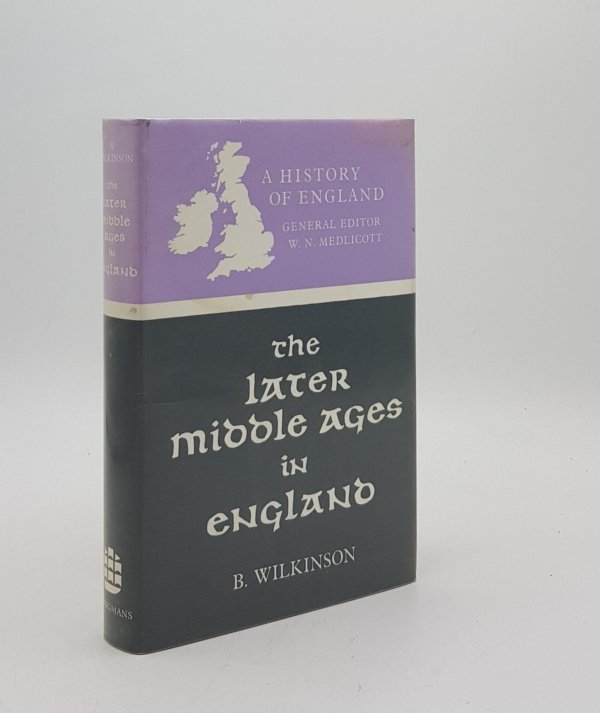 B.
WILKINSON
the
later
middle
ages
in
england
LONGMANS
A HISTORY
OF ENGLAND
GENERAL EDITOR
W. N. MEDLICOTT
the
later
middle ages
in
england
B. WILKINSON